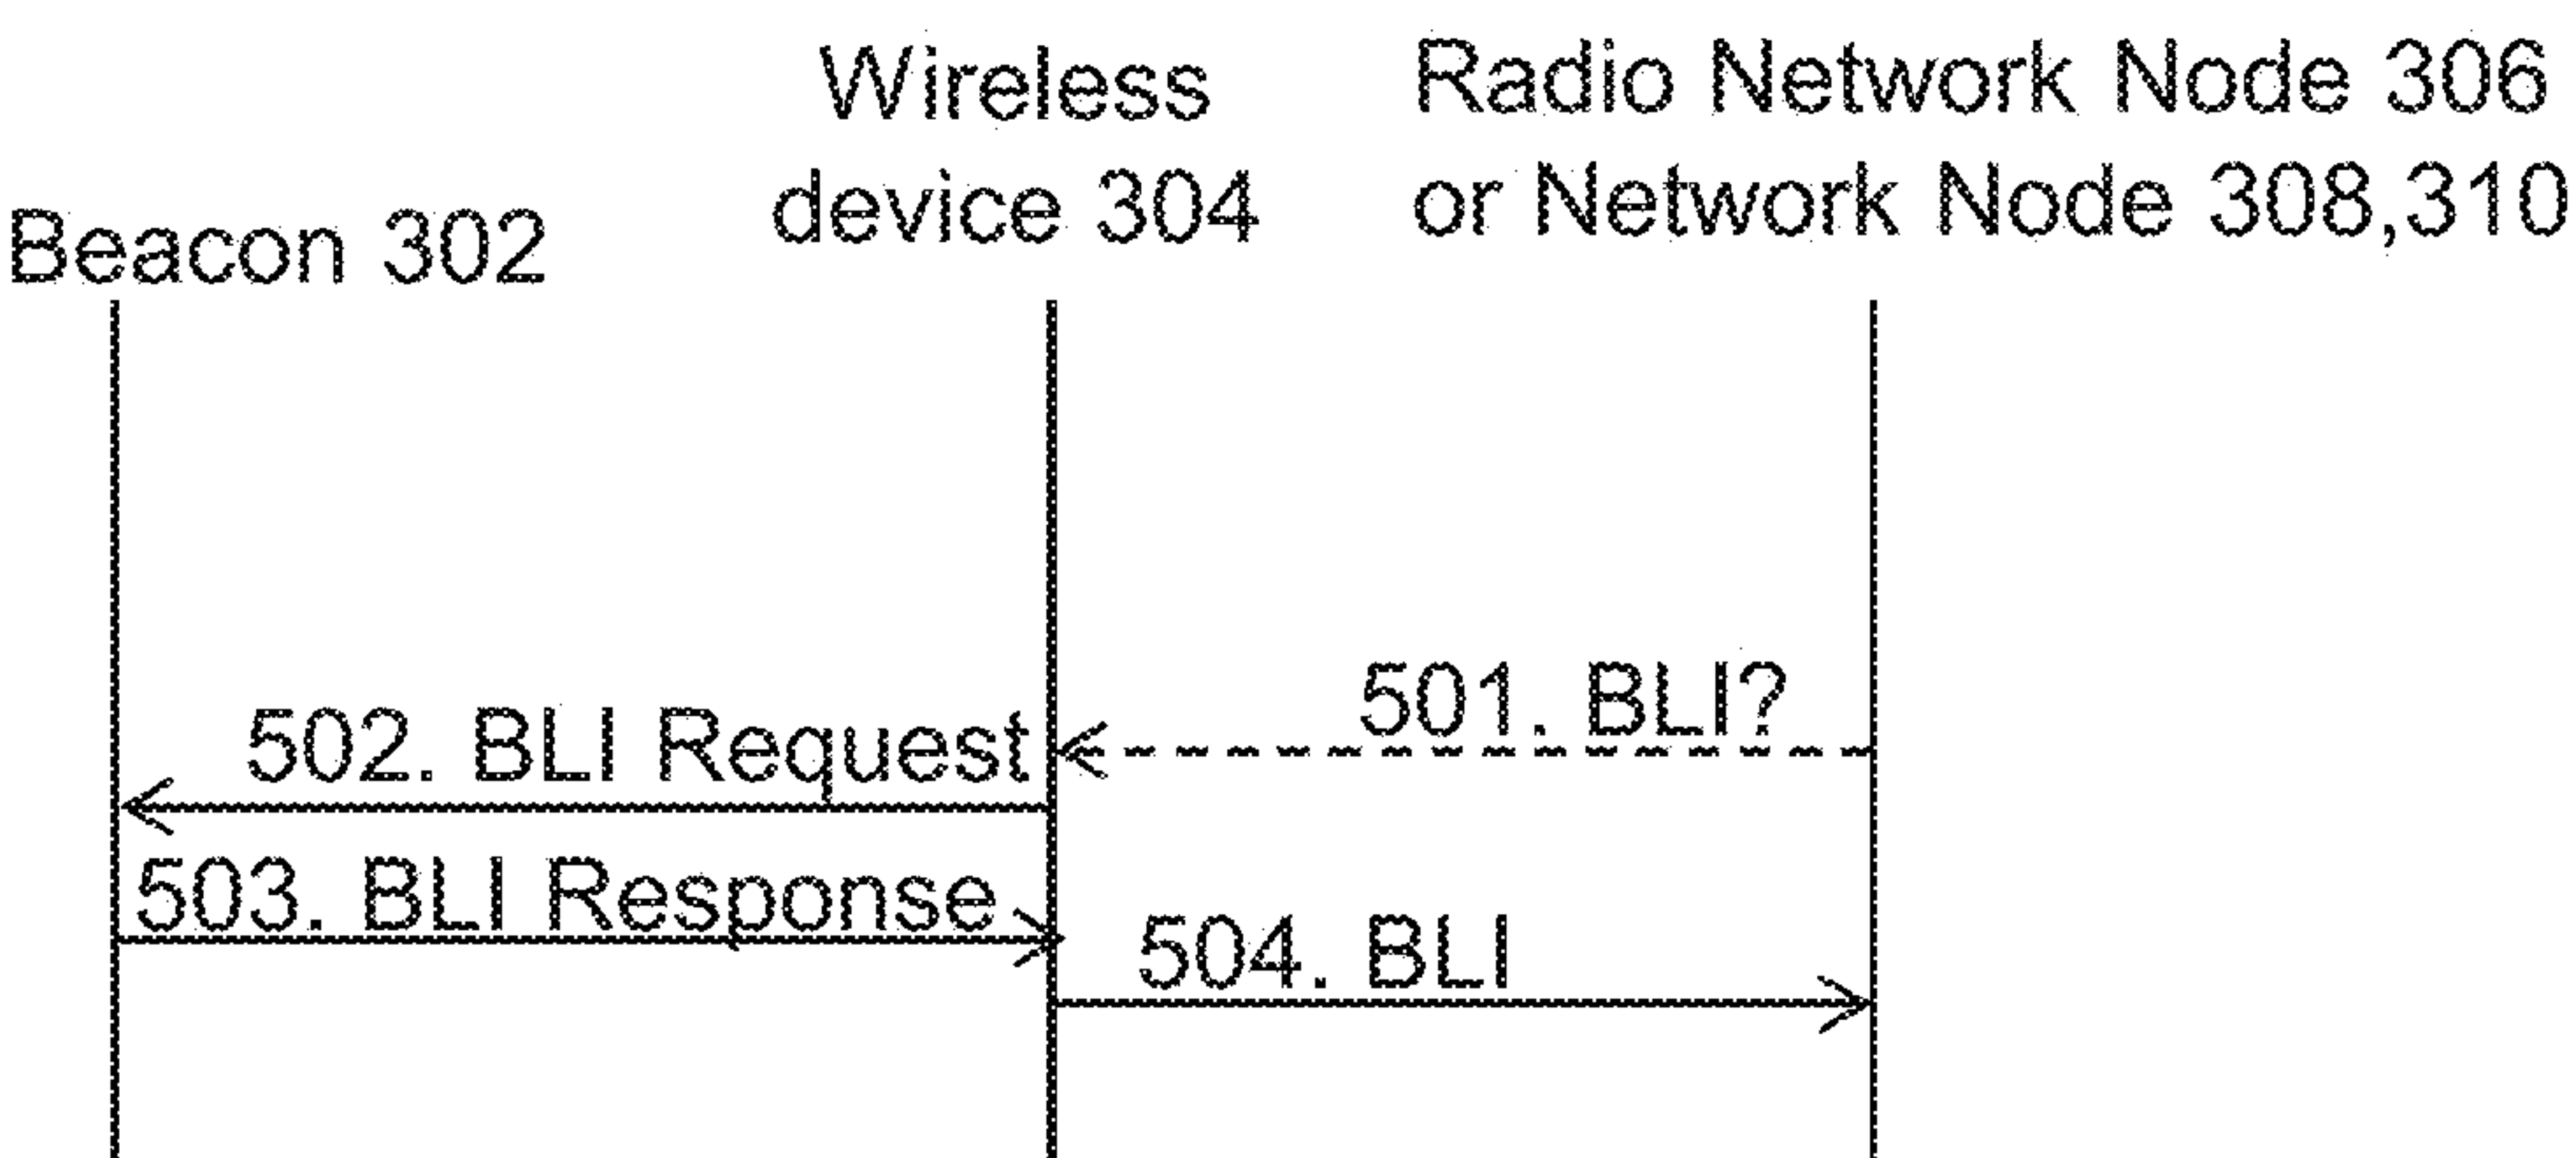 Wireless
device 304
Radio Network Node 306
or Network Node 308,310
Beacon 302
501. BLI?
502. BLI Request
503. BLI Response
504. BLI